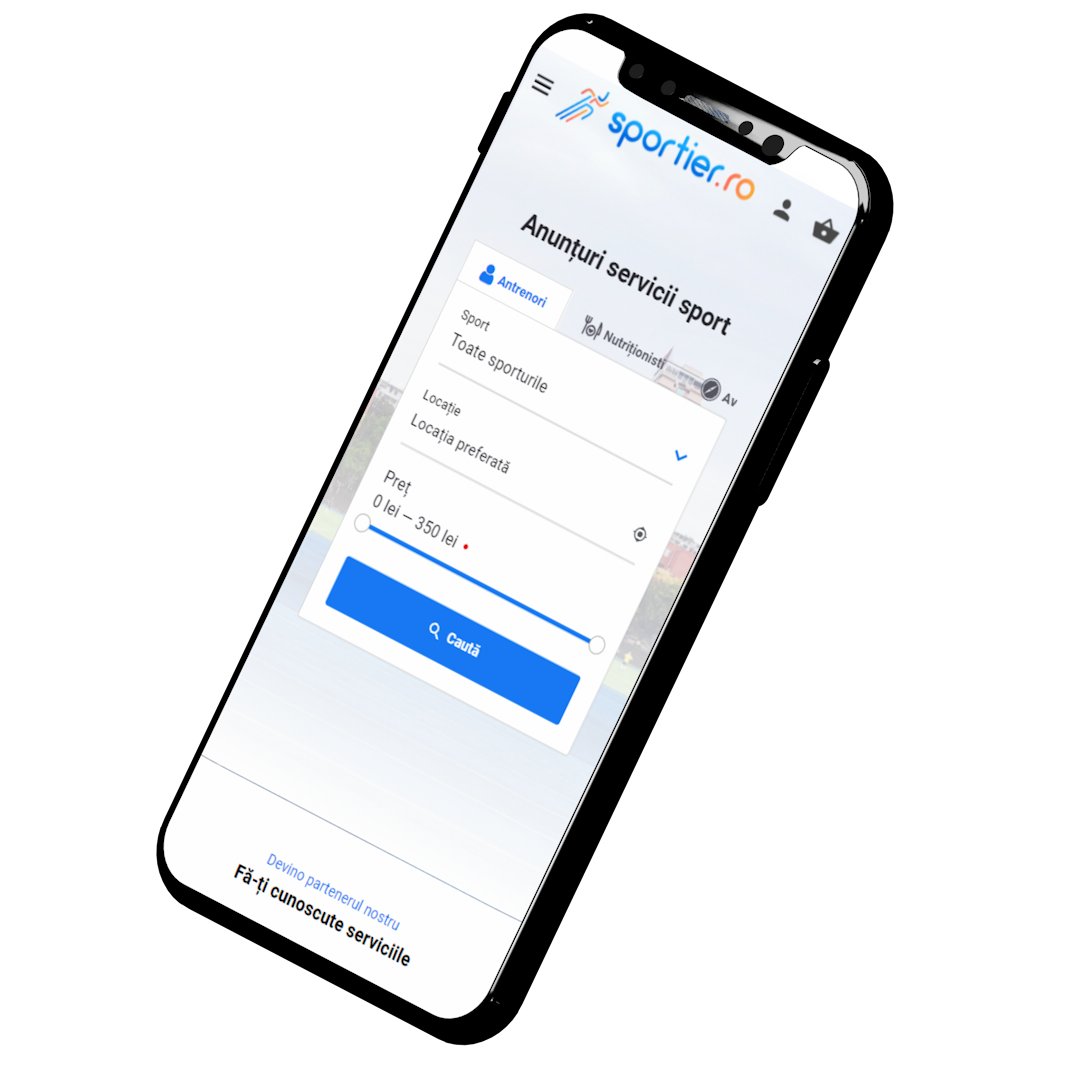 sportier.ro
Anunțuri servicii sport
Antrenori
Nutriționisti
Av
Sport
Toate sporturile
Locație
Locația preferată
Preț
0 lei – 350 lei
Caută
Devino partenerul nostru
Fă-ți cunoscute serviciile